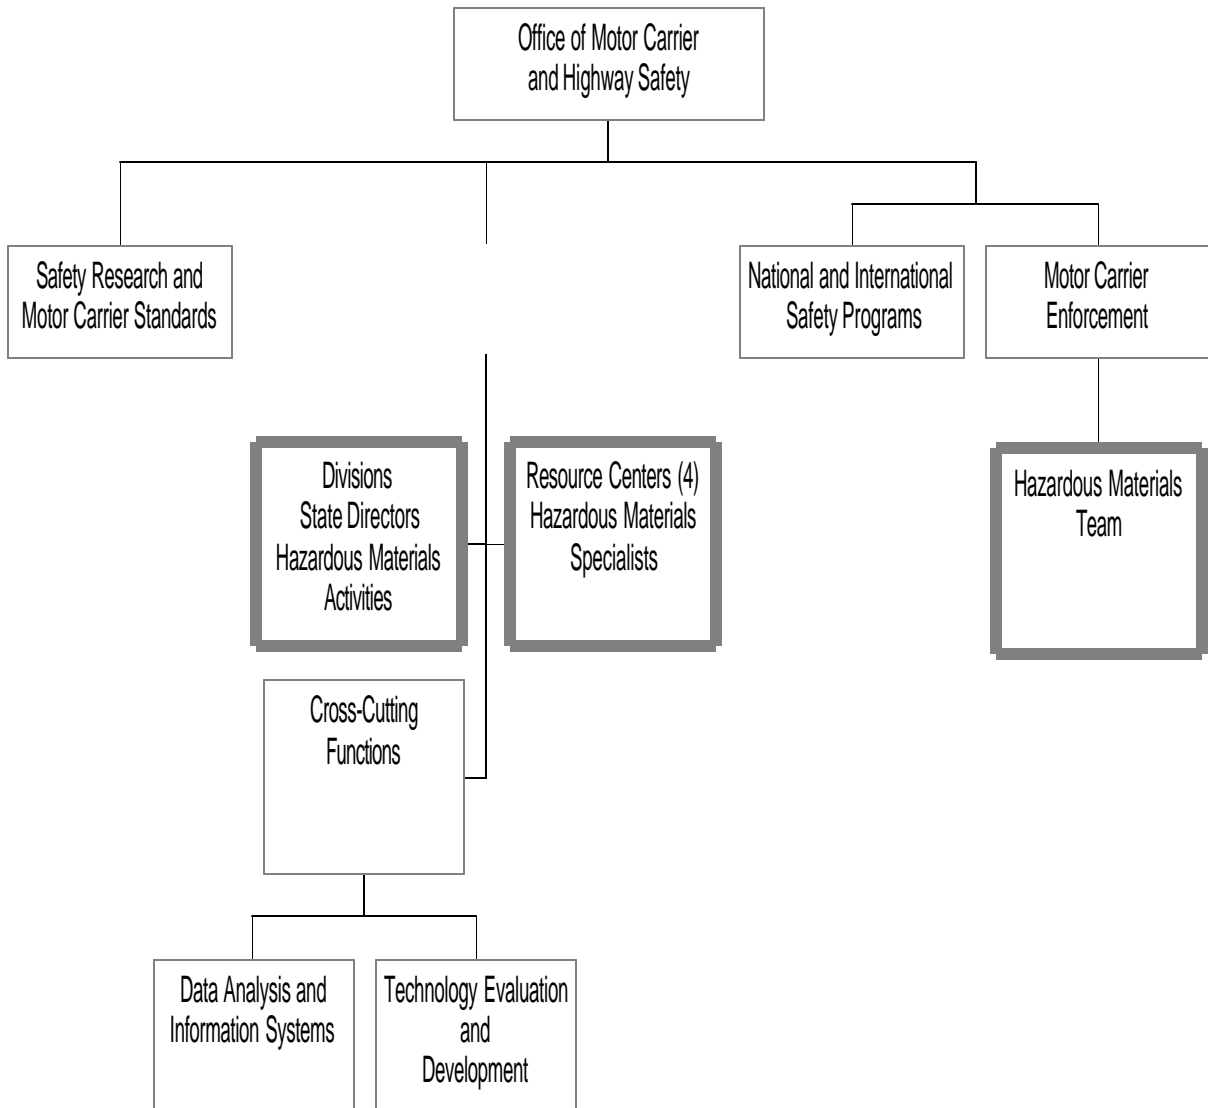 Office of Motor Carrier
and Highway Safety
Safety Research and
Motor Carrier Standards
National and International
Safety Programs
Motor Carrier
Enforcement
Divisions
State Directors
Hazardous Materials
Activities
Resource Centers (4)
Hazardous Materials
Specialists
Hazardous Materials
Team
Cross-Cutting
Functions
Data Analysis and
Information Systems
Technology Evaluation
and
Development